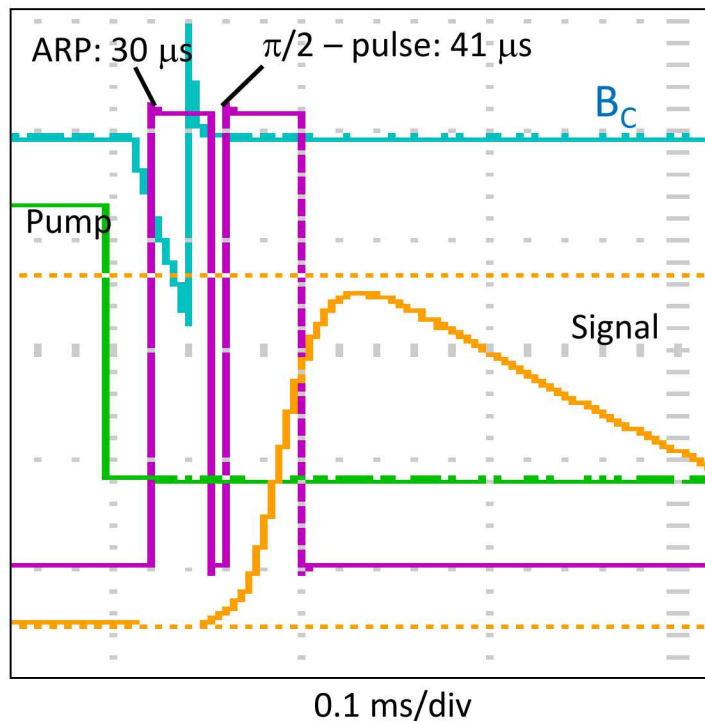 ARP: 30 μs
π/2 – pulse: 41 μs
B_C
Pump
Signal
0.1 ms/div